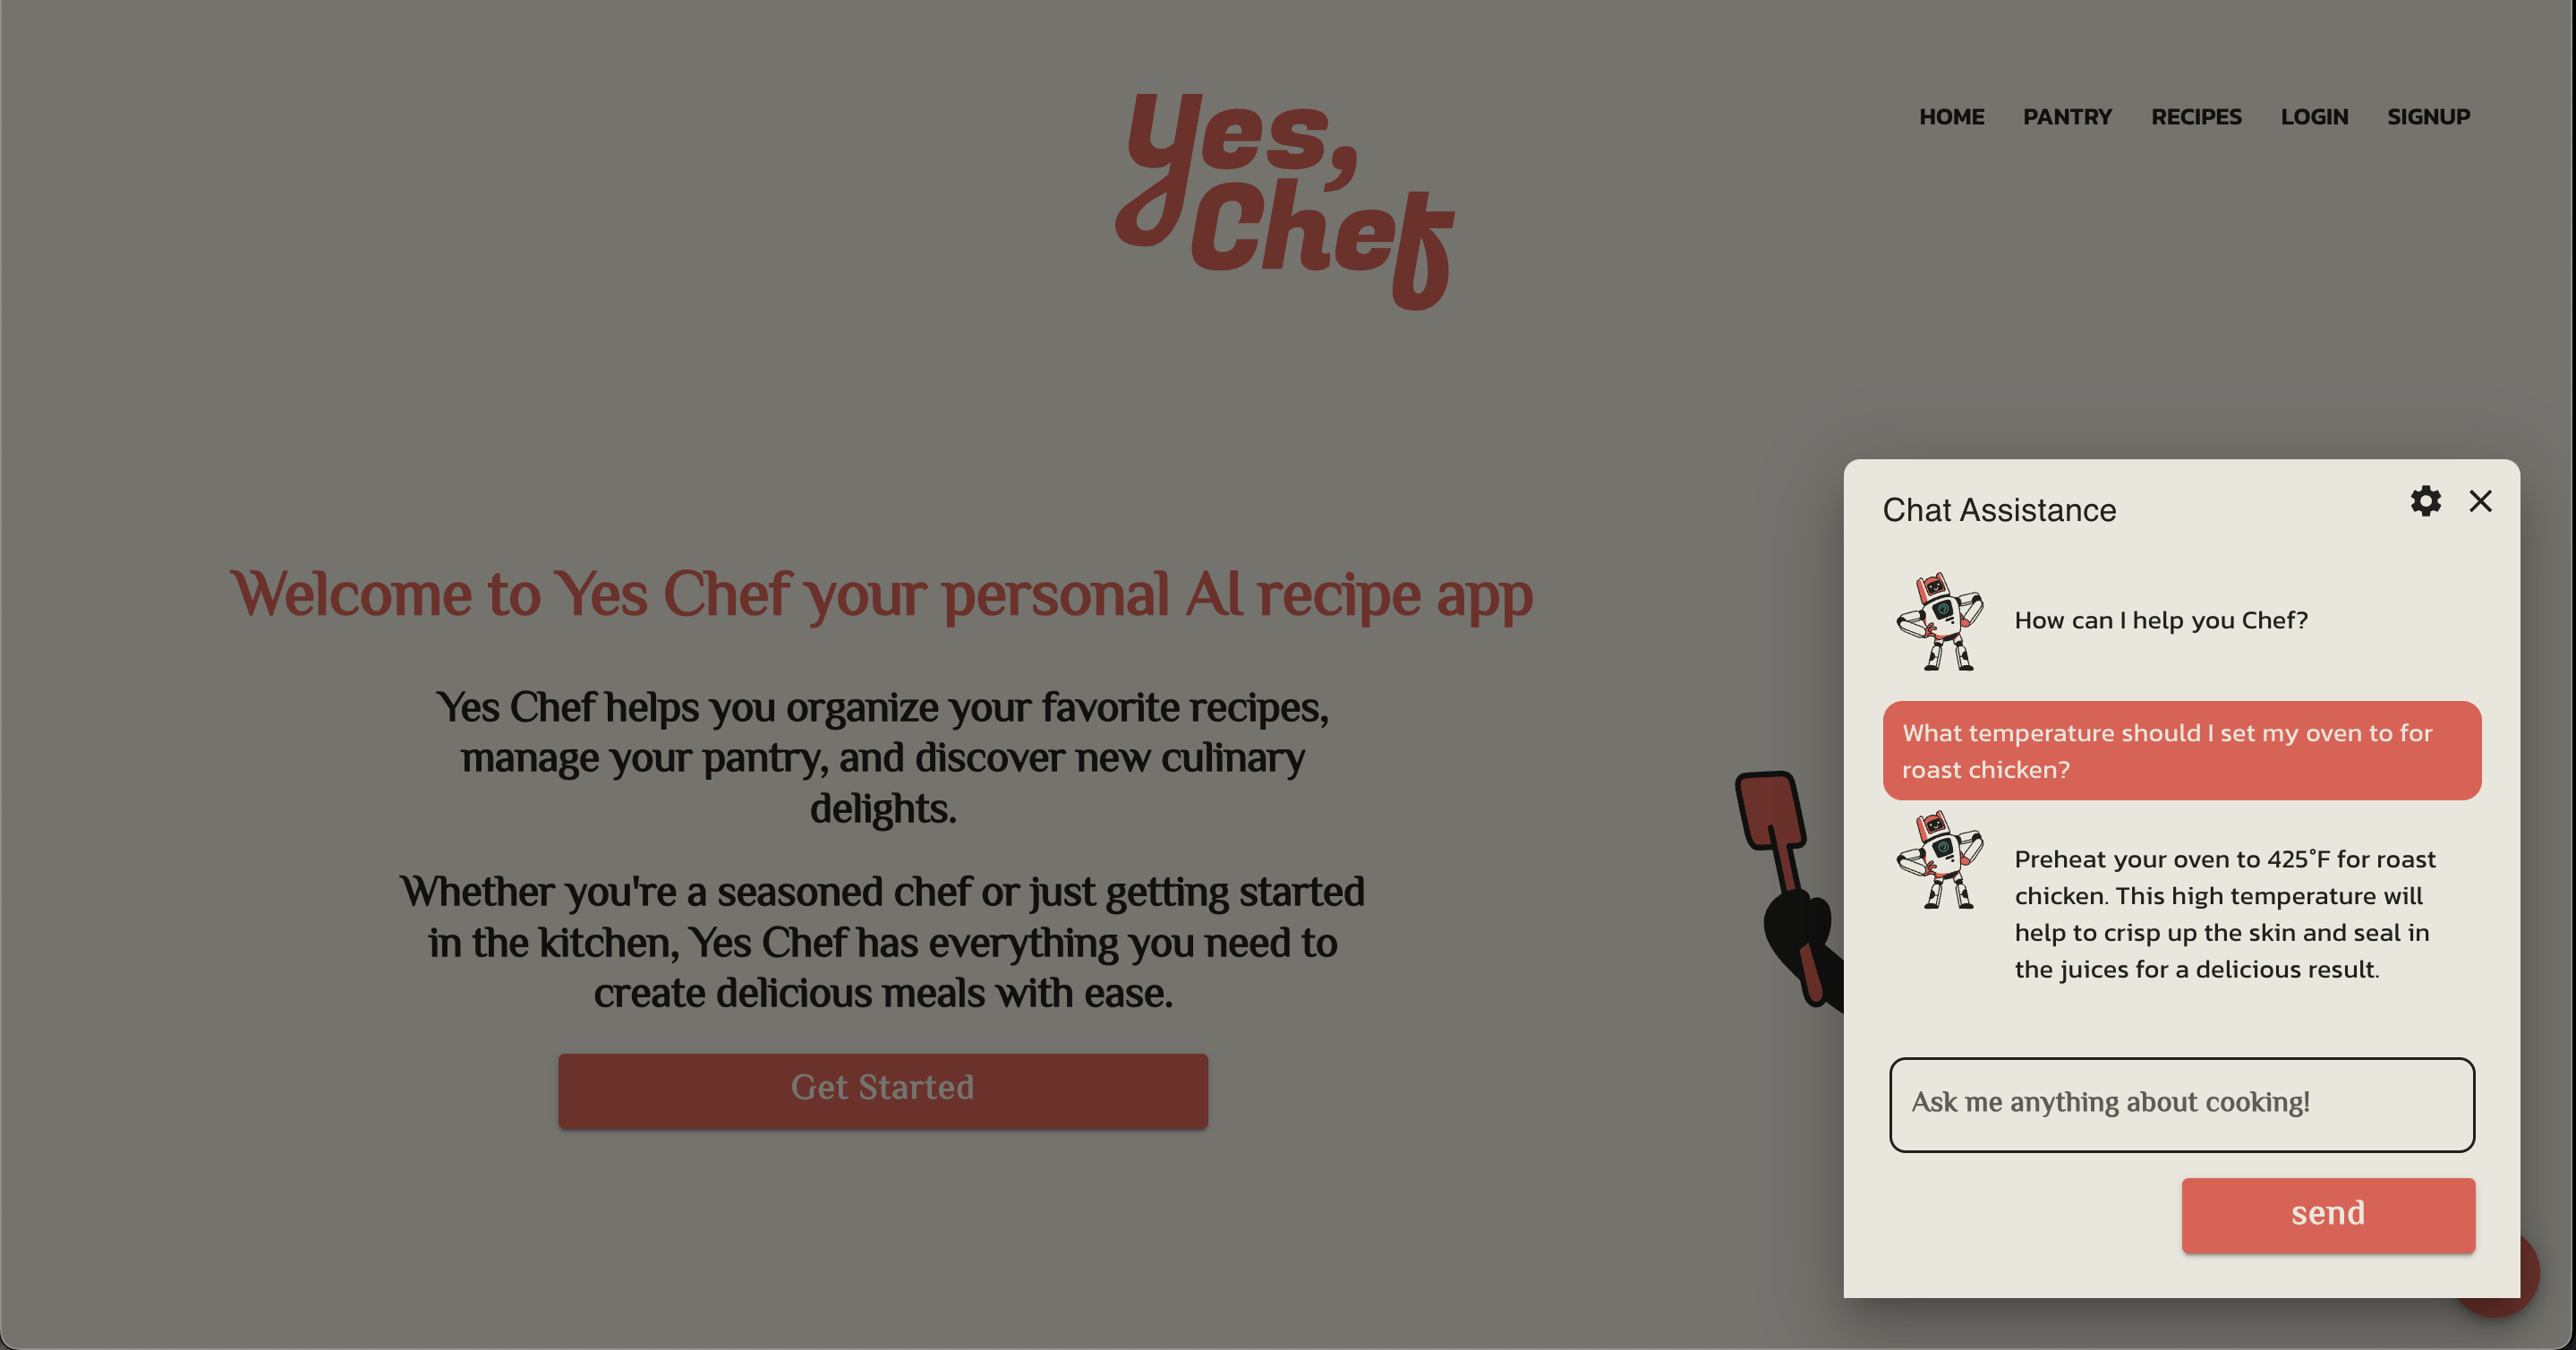 Yes,
Chef
HOME PANTRY RECIPES LOGIN SIGNUP
Welcome to Yes Chef your personal AI recipe app
Yes Chef helps you organize your favorite recipes,
manage your pantry, and discover new culinary
delights.
Whether you're a seasoned chef or just getting started
in the kitchen, Yes Chef has everything you need to
create delicious meals with ease.
Get Started
Chat Assistance
How can I help you Chef?
What temperature should I set my oven to for
roast chicken?
Preheat your oven to 425°F for roast
chicken. This high temperature will
help to crisp up the skin and seal in
the juices for a delicious result.
Ask me anything about cooking!
send